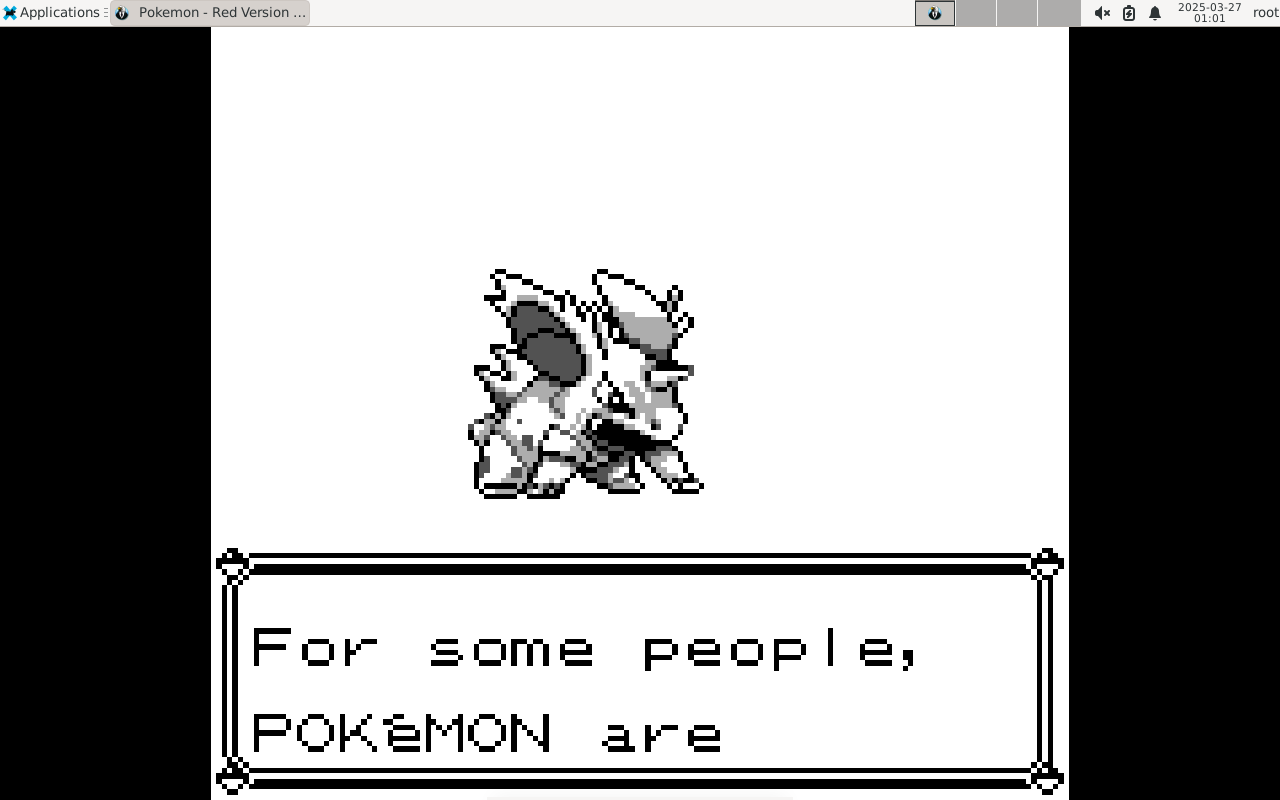 Applications
Pokemon - Red Version ...
2025-03-27
01:01
root
For some people,
POKéMON are